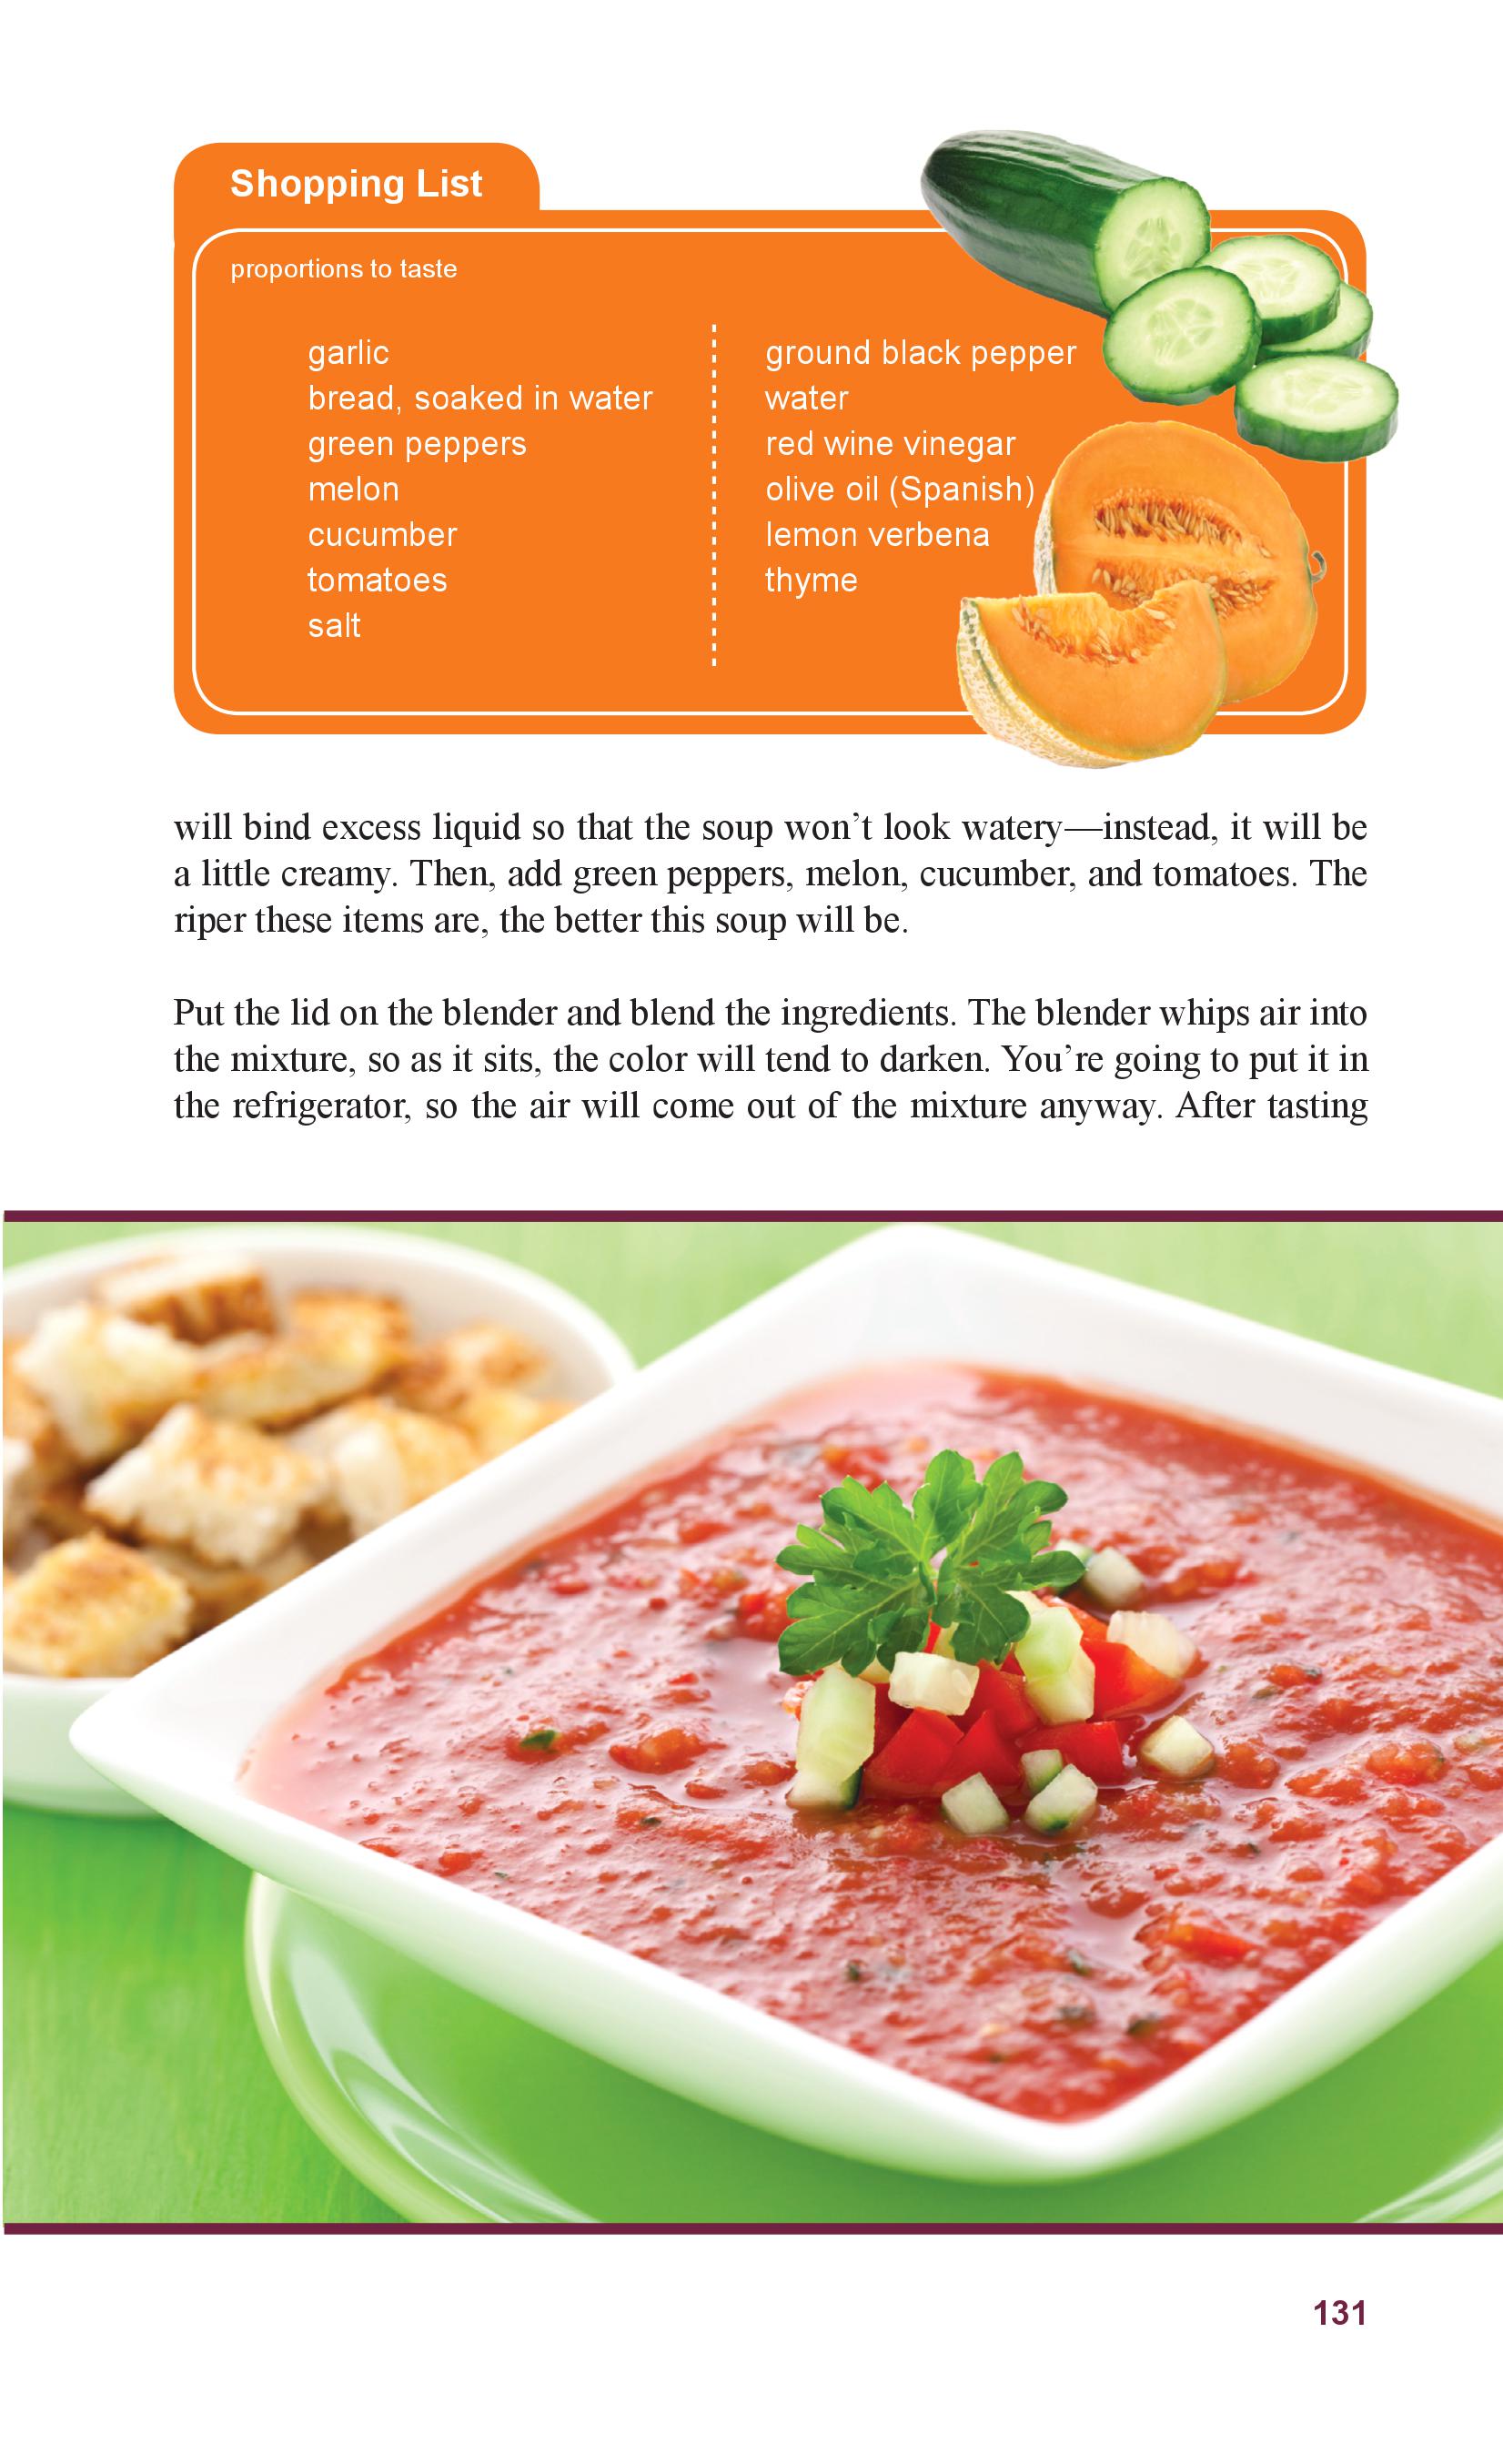 Shopping List
proportions to taste
garlic
bread, soaked in water
green peppers
melon
cucumber
tomatoes
salt
ground black pepper
water
red wine vinegar
olive oil (Spanish)
lemon verbena
thyme
will bind excess liquid so that the soup won’t look watery—instead, it will be
a little creamy. Then, add green peppers, melon, cucumber, and tomatoes. The
riper these items are, the better this soup will be.
Put the lid on the blender and blend the ingredients. The blender whips air into
the mixture, so as it sits, the color will tend to darken. You’re going to put it in
the refrigerator, so the air will come out of the mixture anyway. After tasting
131